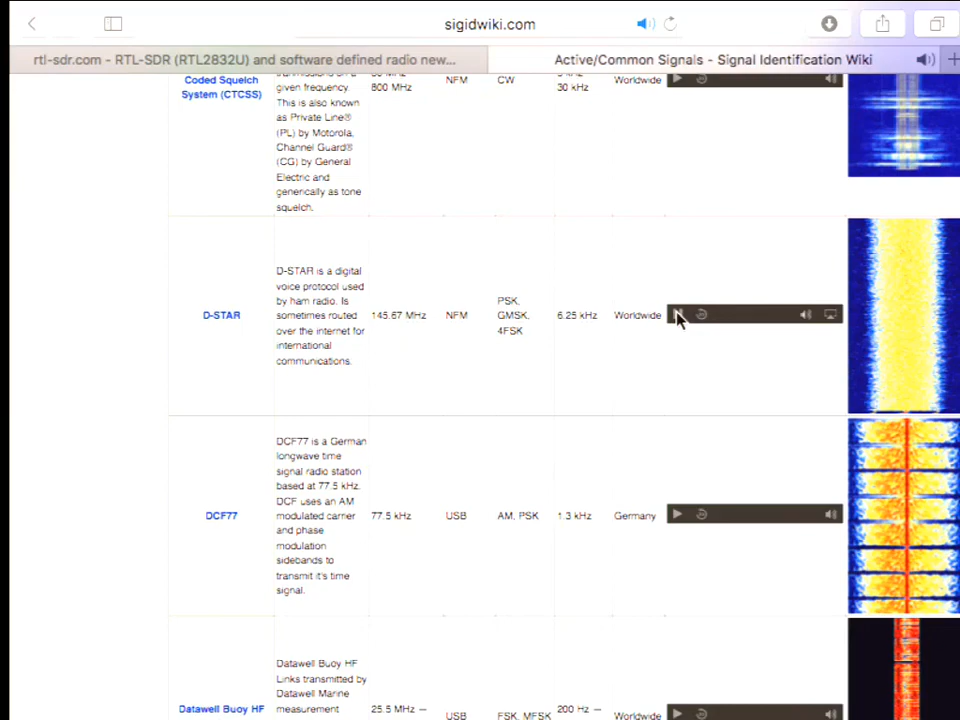 sigidwiki.com
rtl-sdr.com - RTL-SDR (RTL2832U) and software defined radio new...
Active/Common Signals - Signal Identification Wiki
Coded Squelch
System (CTCSS)
given frequency.
This is also known
as Private Line®
(PL) by Motorola,
Channel Guard®
(CG) by General
Electric and
generically as tone
squelch.
800 MHz
NFM
CW
30 kHz
Worldwide
D-STAR
D-STAR is a digital
voice protocol used
by ham radio. Is
sometimes routed
over the internet for
international
communications.
145.67 MHz
NFM
PSK,
GMSK,
4FSK
6.25 kHz
Worldwide
DCF77
DCF77 is a German
longwave time
signal radio station
based at 77.5 kHz.
DCF uses an AM
modulated carrier
and phase
modulation
sidebands to
transmit it's time
signal.
77.5 kHz
USB
AM, PSK
1.3 kHz
Germany
Datawell Buoy HF
Datawell Buoy HF
Links transmitted by
Datawell Marine
measurement
25.5 MHz —
USB
FSK, MFSK
200 Hz —
Worldwide